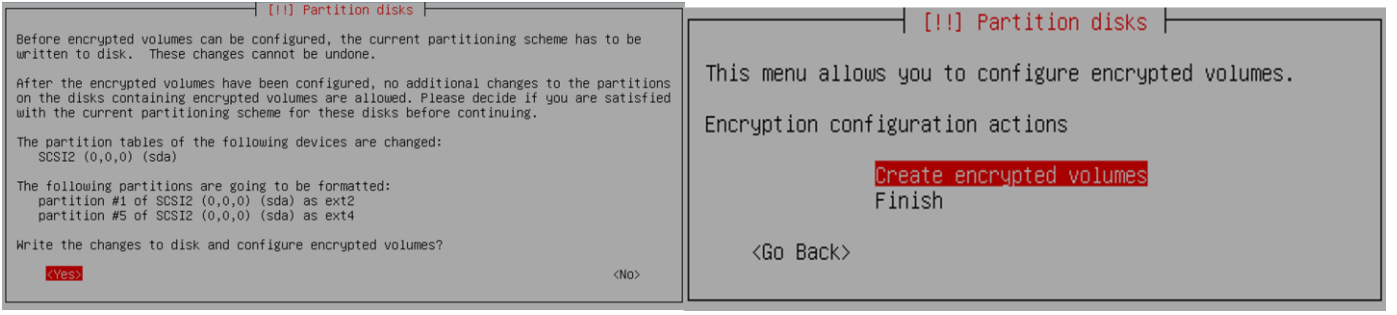 [!!] Partition disks
Before encrypted volumes can be configured, the current partitioning scheme has to be
written to disk.  These changes cannot be undone.
After the encrypted volumes have been configured, no additional changes to the partitions
on the disks containing encrypted volumes are allowed. Please decide if you are satisfied
with the current partitioning scheme for these disks before continuing.
The partition tables of the following devices are changed:
SCSI2 (0,0,0) (sda)
The following partitions are going to be formatted:
partition #1 of SCSI2 (0,0,0) (sda) as ext2
partition #5 of SCSI2 (0,0,0) (sda) as ext4
Write the changes to disk and configure encrypted volumes?
<Yes> <No>
[!!] Partition disks
This menu allows you to configure encrypted volumes.
Encryption configuration actions
Create encrypted volumes
Finish
<Go Back>